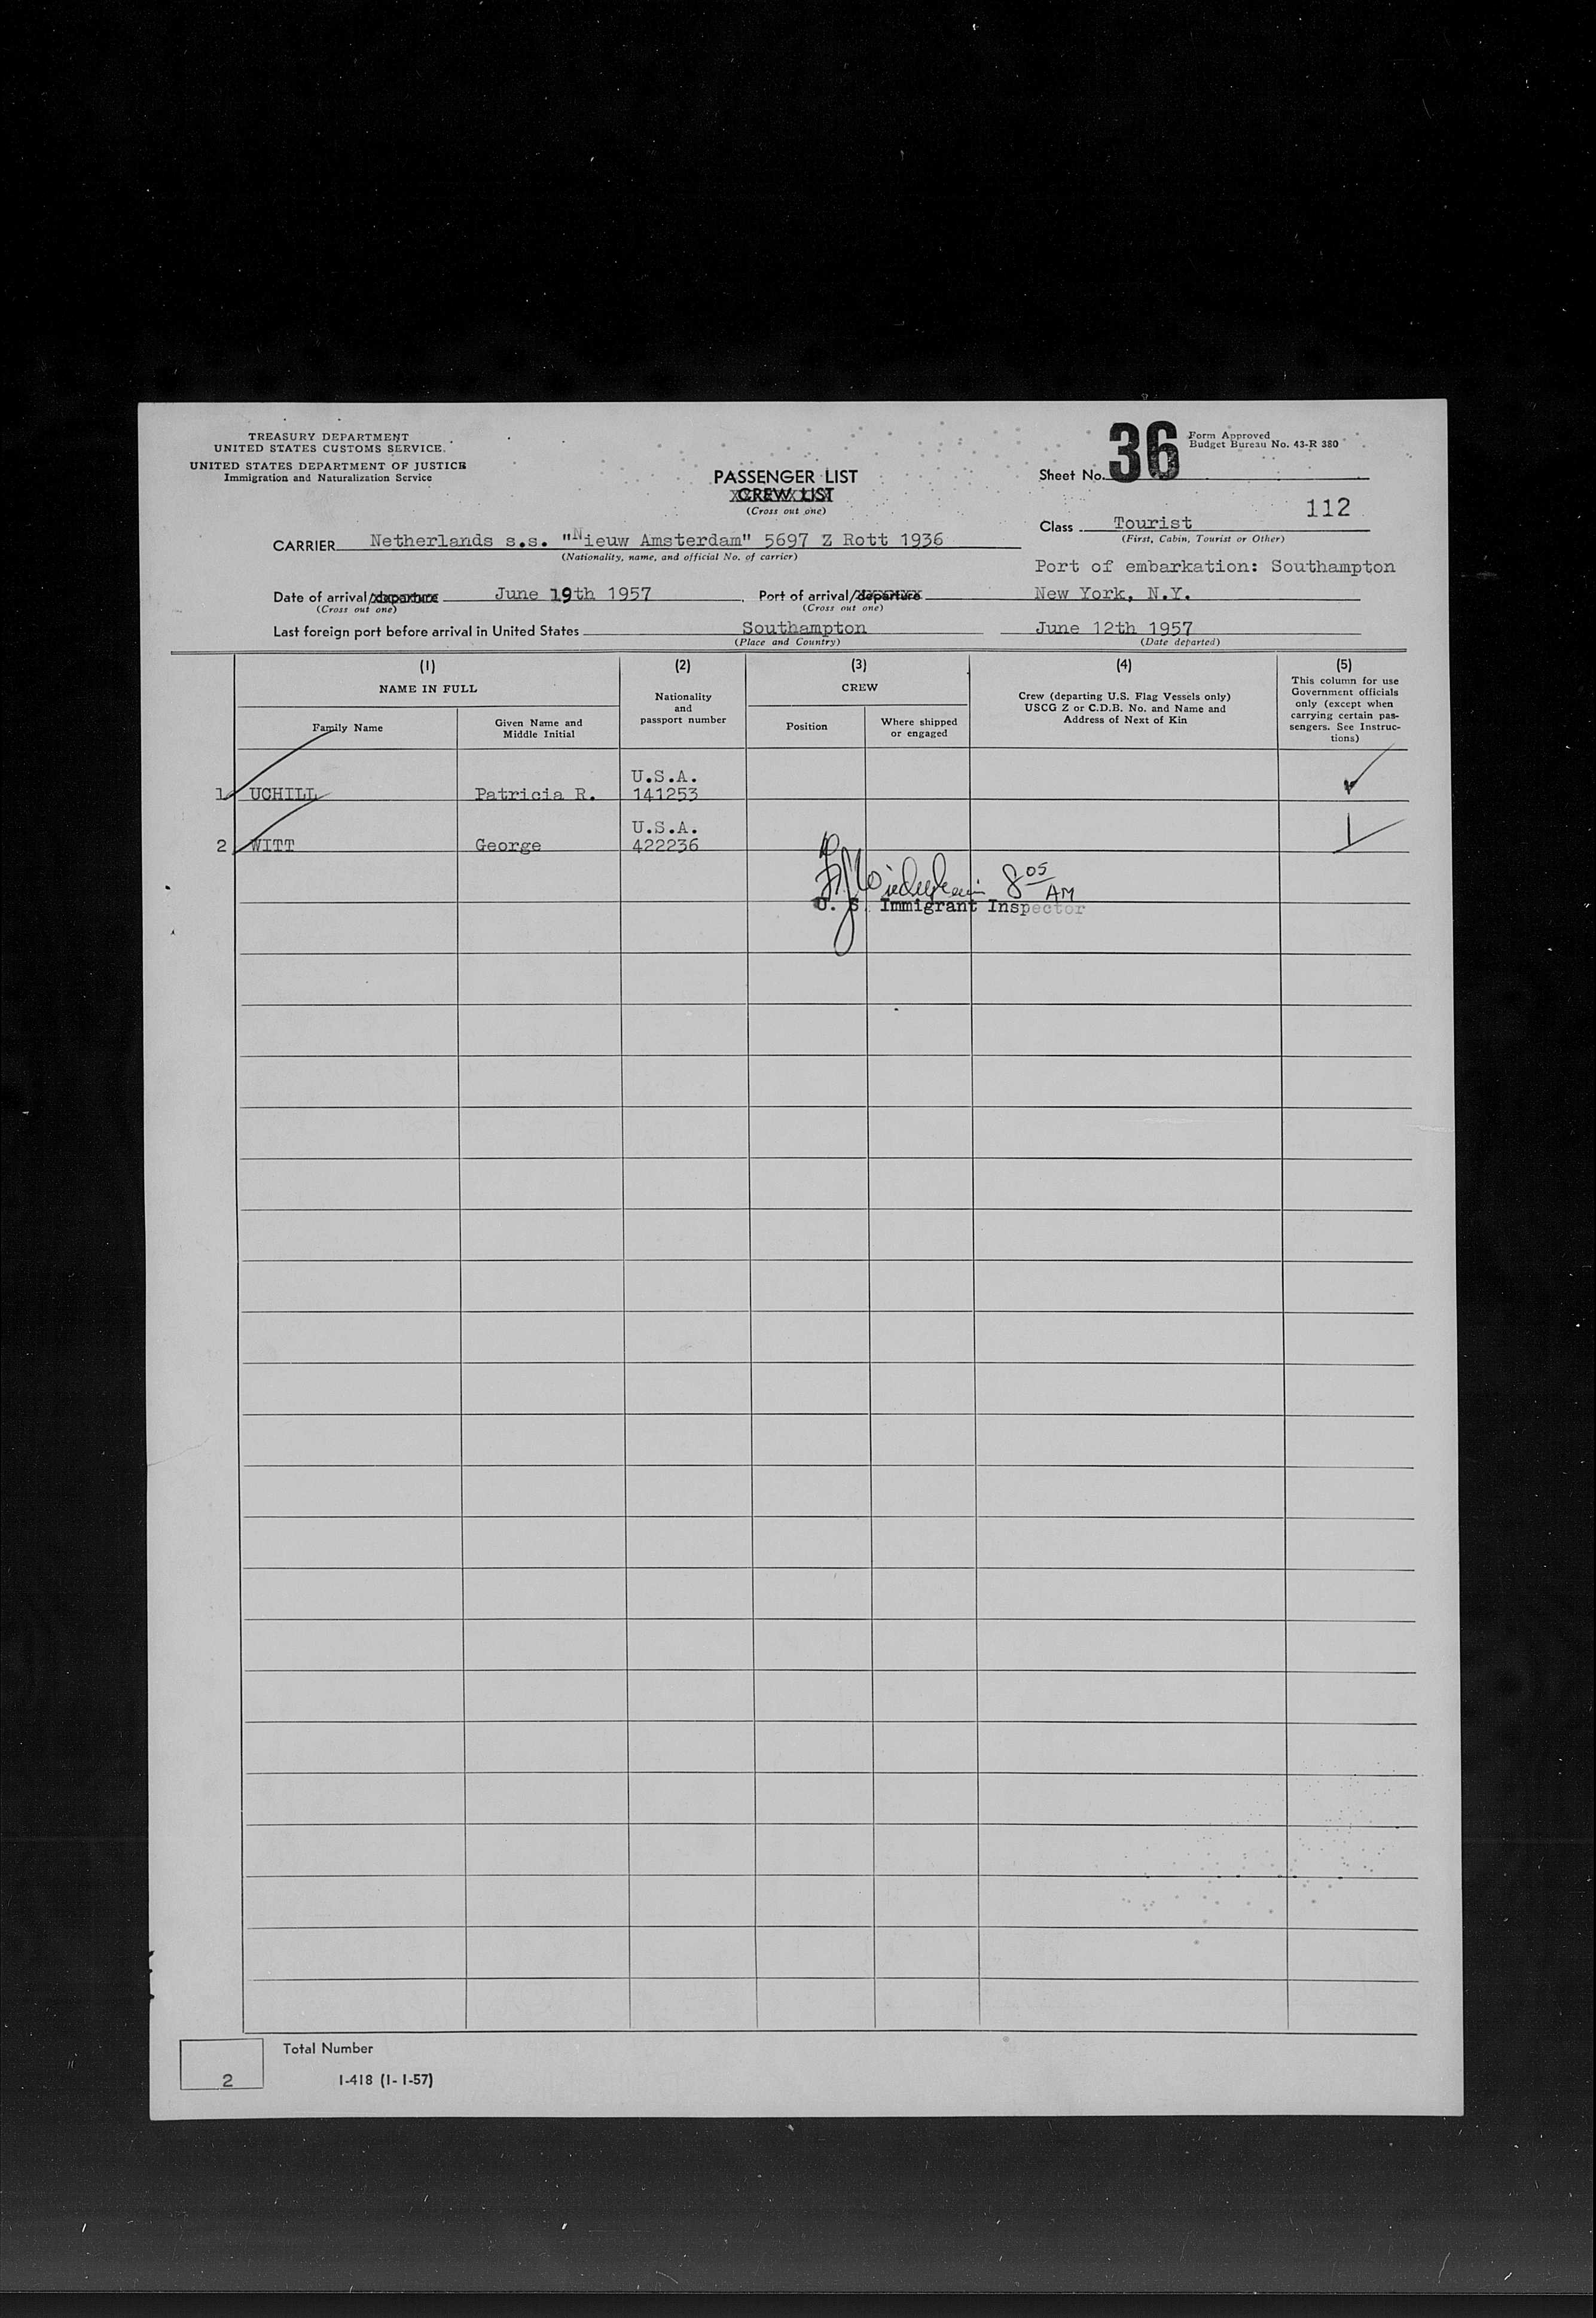 TREASURY DEPARTMENT
UNITED STATES CUSTOMS SERVICE.
UNITED STATES DEPARTMENT OF JUSTICE
Immigration and Naturalization Service
PASSENGER LIST
CREW LIST
(Cross out one)
Sheet No. 36
Form Approved
Budget Bureau No. 43-R 380
112
Class Tourist
(First, Cabin, Tourist or Other)
CARRIER Netherlands s.s. "Nieuw Amsterdam" 5697 Z Rott 1936
(Nationality, name, and official No. of carrier)
Port of embarkation: Southampton
Date of arrival/departure June 19th 1957 Port of arrival/departure New York, N.Y.
(Cross out one) (Cross out one)
Last foreign port before arrival in United States Southampton June 12th 1957
(Place and Country) (Date departed)
(1) (2) (3) (4) (5)
NAME IN FULL
Family Name
Given Name and
Middle Initial
Nationality
and
passport number
CREW
Position
Where shipped
or engaged
Crew (departing U.S. Flag Vessels only)
USCG Z or C.D.B. No. and Name and
Address of Next of Kin
This column for use
Government officials
only (except when
carrying certain pas-
sengers. See Instruc-
tions)
U.S.A.
1 UCHILL Patricia R. 141253
U.S.A.
2 WITT George 422236
8 05 AM
U. S. Immigrant Inspector
Total Number
2
I-418 (1-1-57)